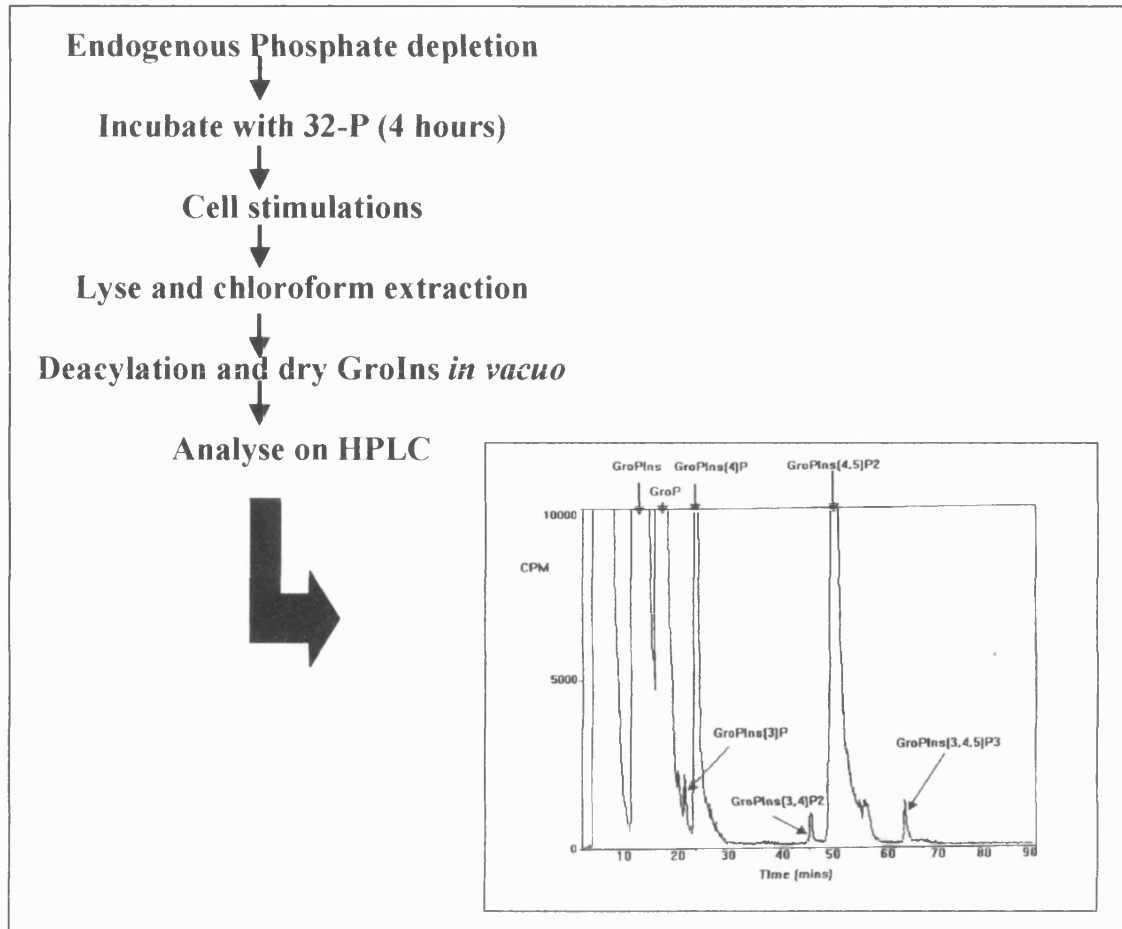 Endogenous Phosphate depletion
Incubate with 32-P (4 hours)
Cell stimulations
Lyse and chloroform extraction
Deacylation and dry GroIns in vacuo
Analyse on HPLC
GroPIns GroPIns[4]P GroPIns[4,5]P2
GroP
10000
CPM
5000
GroPIns[3]P
GroPIns[3,4,5]P3
GroPIns[3,4]P2
0
10 20 30 40 50 60 70 80 90
Time (mins)